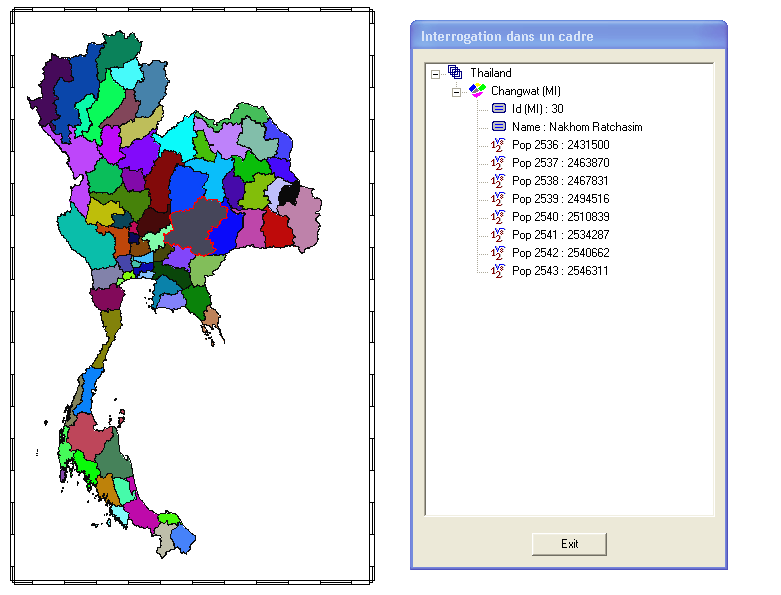 Interrogation dans un cadre
Thailand
Changwat (MI)
Id (MI) : 30
Name : Nakhom Ratchasim
Pop 2536 : 2431500
Pop 2537 : 2463870
Pop 2538 : 2467831
Pop 2539 : 2494516
Pop 2540 : 2510839
Pop 2541 : 2534287
Pop 2542 : 2540662
Pop 2543 : 2546311
Exit